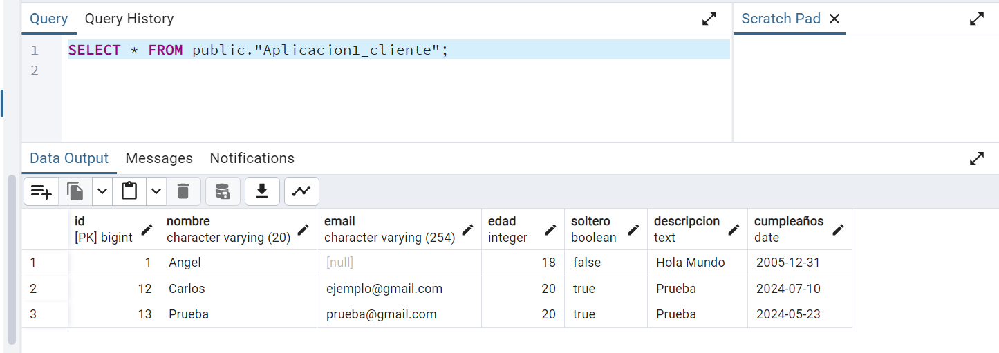 Query Query History Scratch Pad
1 SELECT * FROM public."Aplicacion1_cliente";
2
Data Output Messages Notifications
id nombre email edad soltero descripcion cumpleaños
[PK] bigint character varying (20) character varying (254) integer boolean text date
1 1 Angel [null] 18 false Hola Mundo 2005-12-31
2 12 Carlos ejemplo@gmail.com 20 true Prueba 2024-07-10
3 13 Prueba prueba@gmail.com 20 true Prueba 2024-05-23